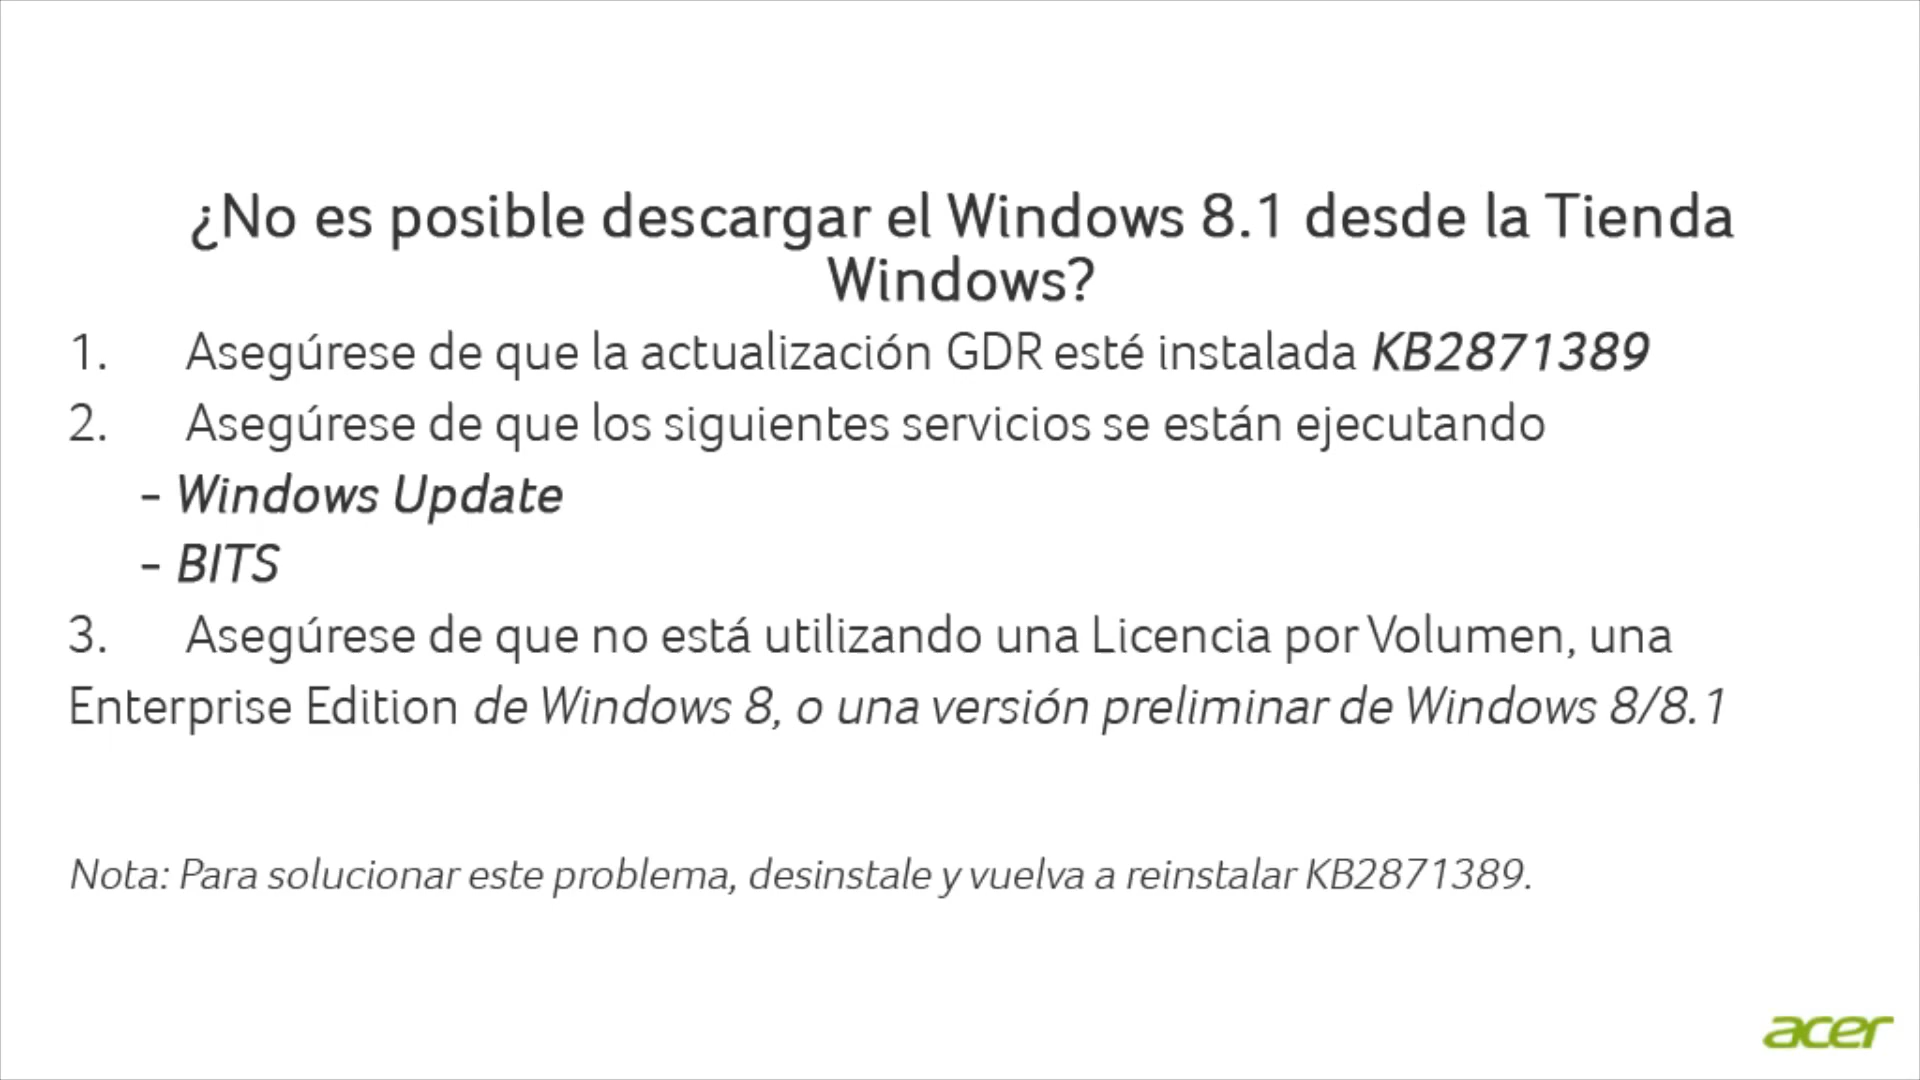 ¿No es posible descargar el Windows 8.1 desde la Tienda
Windows?
1. Asegúrese de que la actualización GDR esté instalada KB2871389
2. Asegúrese de que los siguientes servicios se están ejecutando
- Windows Update
- BITS
3. Asegúrese de que no está utilizando una Licencia por Volumen, una
Enterprise Edition de Windows 8, o una versión preliminar de Windows 8/8.1
Nota: Para solucionar este problema, desinstale y vuelva a reinstalar KB2871389.
acer